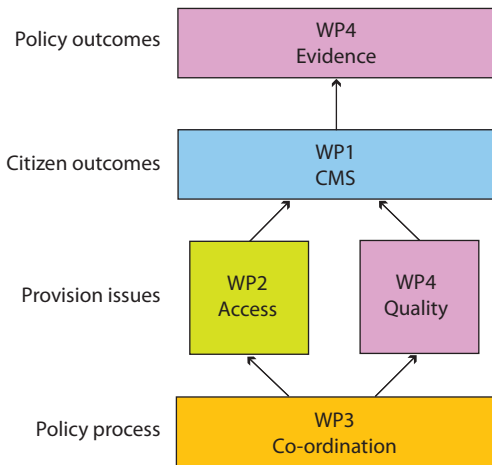 Policy outcomes
WP4
Evidence
Citizen outcomes
WP1
CMS
Provision issues
WP2
Access
WP4
Quality
Policy process
WP3
Co-ordination